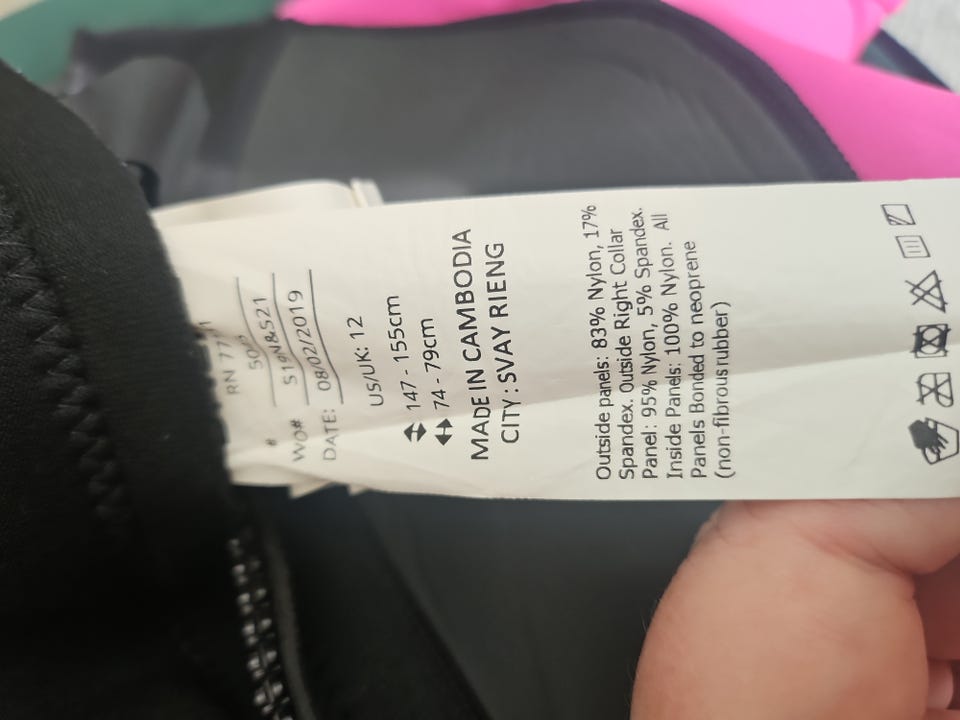 RN
#
WO# S19N&S21
DATE: 08/02/2019
US/UK: 12
147 - 155cm
74 - 79cm
MADE IN CAMBODIA
CITY : SVAY RIENG
Outside panels: 83% Nylon, 17%
Spandex. Outside Right Collar
Panel: 95% Nylon, 5% Spandex.
Inside Panels: 100% Nylon. All
Panels Bonded to neoprene
(non-fibrous rubber)